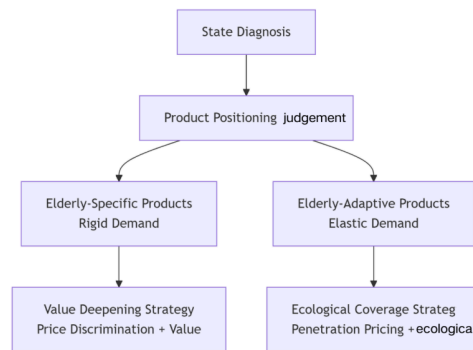 State Diagnosis
Product Positioning judgement
Elderly-Specific Products
Rigid Demand
Elderly-Adaptive Products
Elastic Demand
Value Deepening Strategy
Price Discrimination + Value
Ecological Coverage Strateg
Penetration Pricing +ecologica